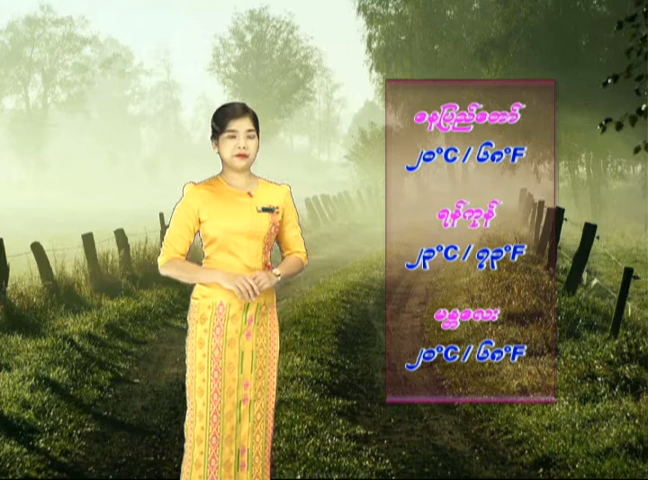 နေပြည်တော်
၂၀°C / ၆၈°F
ရန်ကုန်
၂၃°C / ၇၃°F
မန္တလေး
၂၀°C / ၆၈°F